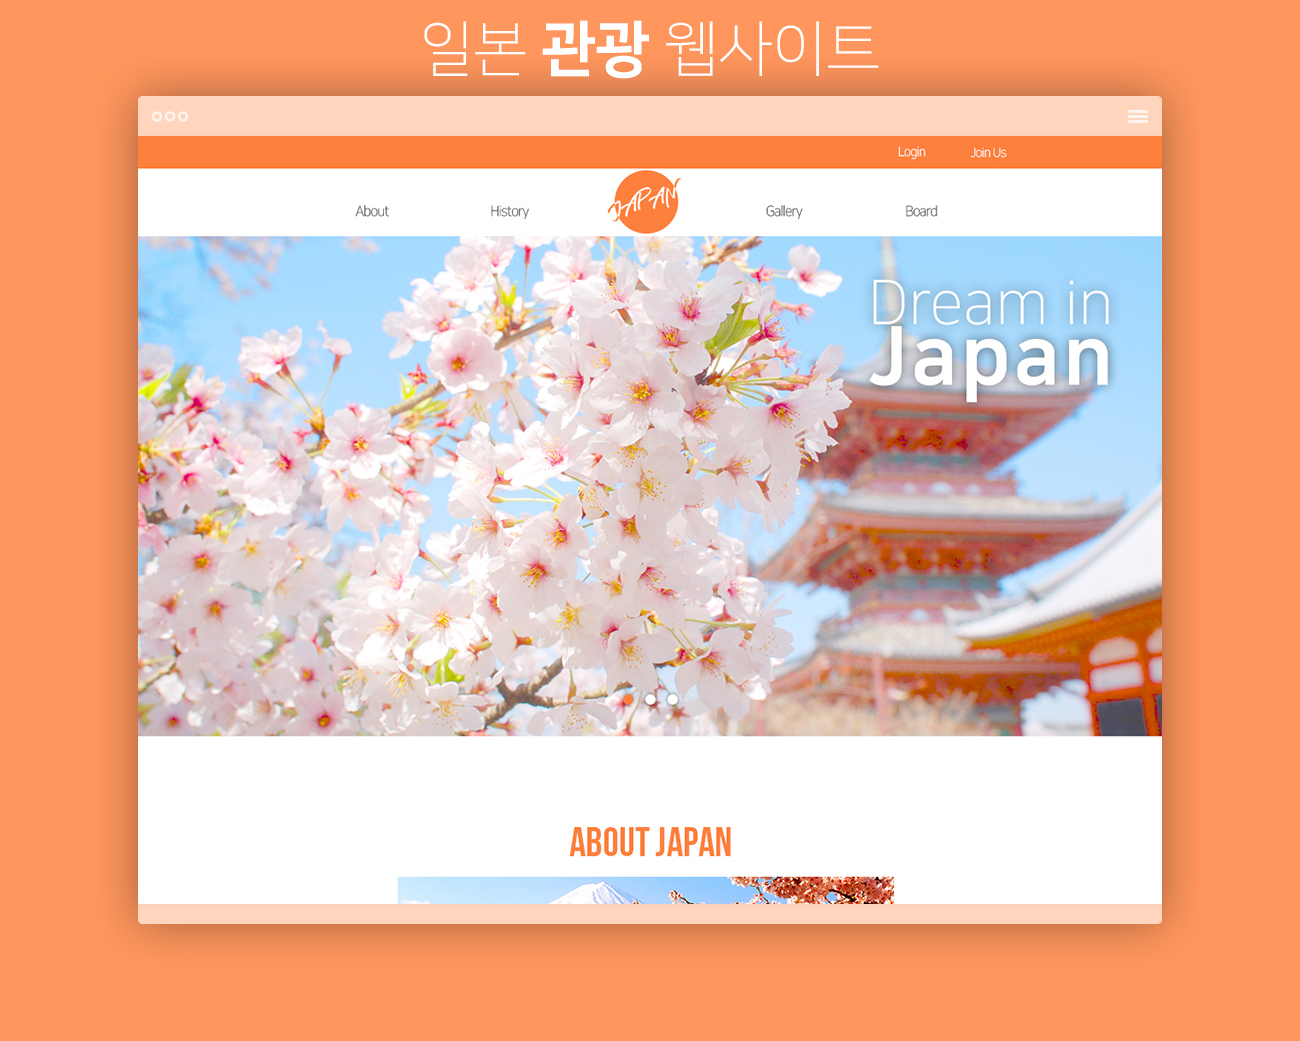 일본 관광 웹사이트
Login Join Us
About History JAPAN Gallery Board
Dream in
Japan
ABOUT JAPAN